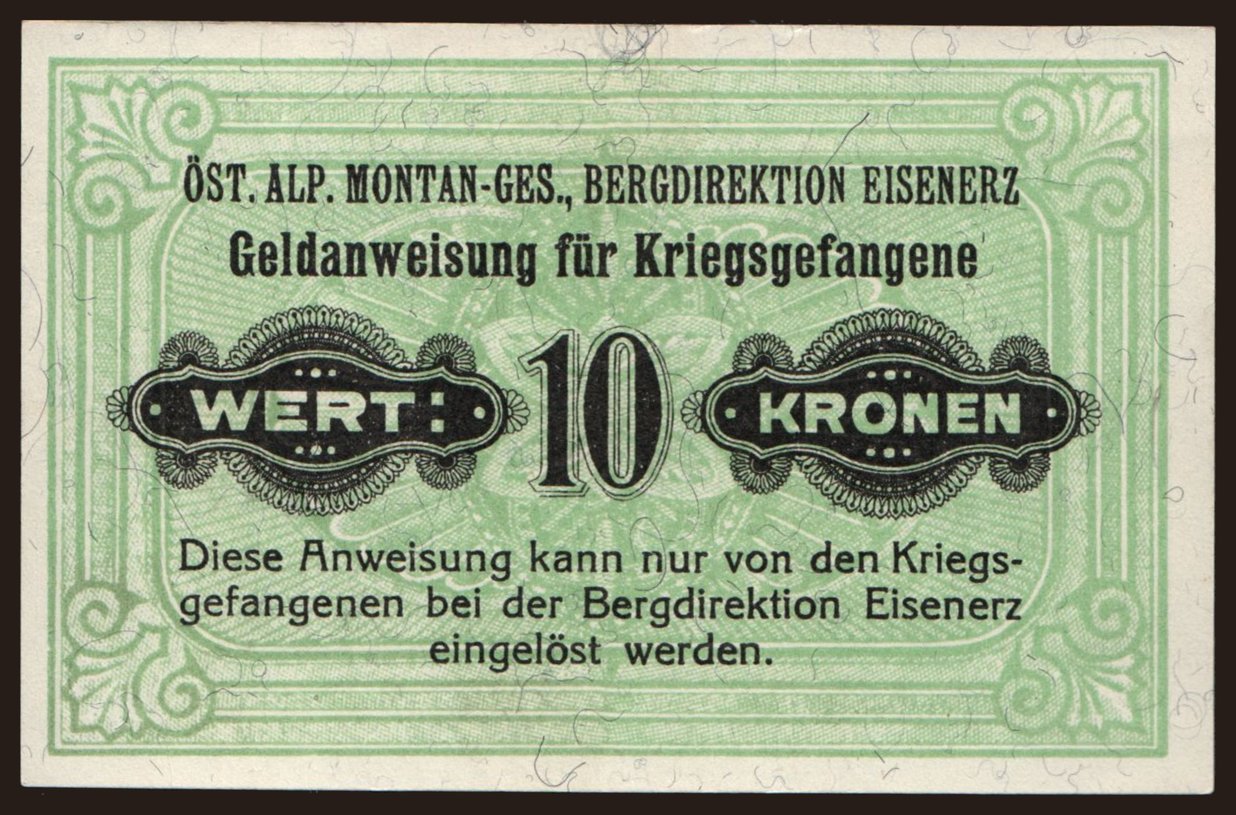 ÖST. ALP. MONTAN-GES., BERGDIREKTION EISENERZ
Geldanweisung für Kriegsgefangene
WERT: 10 KRONEN
Diese Anweisung kann nur von den Kriegs-
gefangenen bei der Bergdirektion Eisenerz
eingelöst werden.